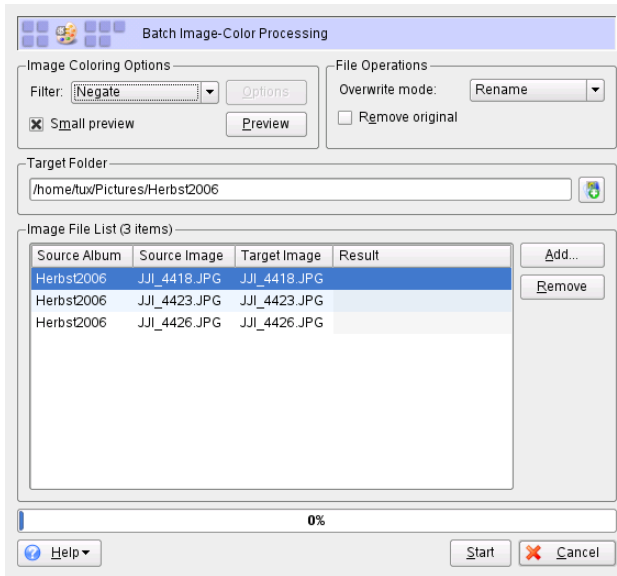 Batch Image-Color Processing
Image Coloring Options
Filter: Negate Options
Small preview Preview
File Operations
Overwrite mode: Rename
Remove original
Target Folder
/home/tux/Pictures/Herbst2006
Image File List (3 items)
Source Album Source Image Target Image Result
Herbst2006 JJI_4418.JPG JJI_4418.JPG
Herbst2006 JJI_4423.JPG JJI_4423.JPG
Herbst2006 JJI_4426.JPG JJI_4426.JPG
Add...
Remove
0%
Help Start Cancel